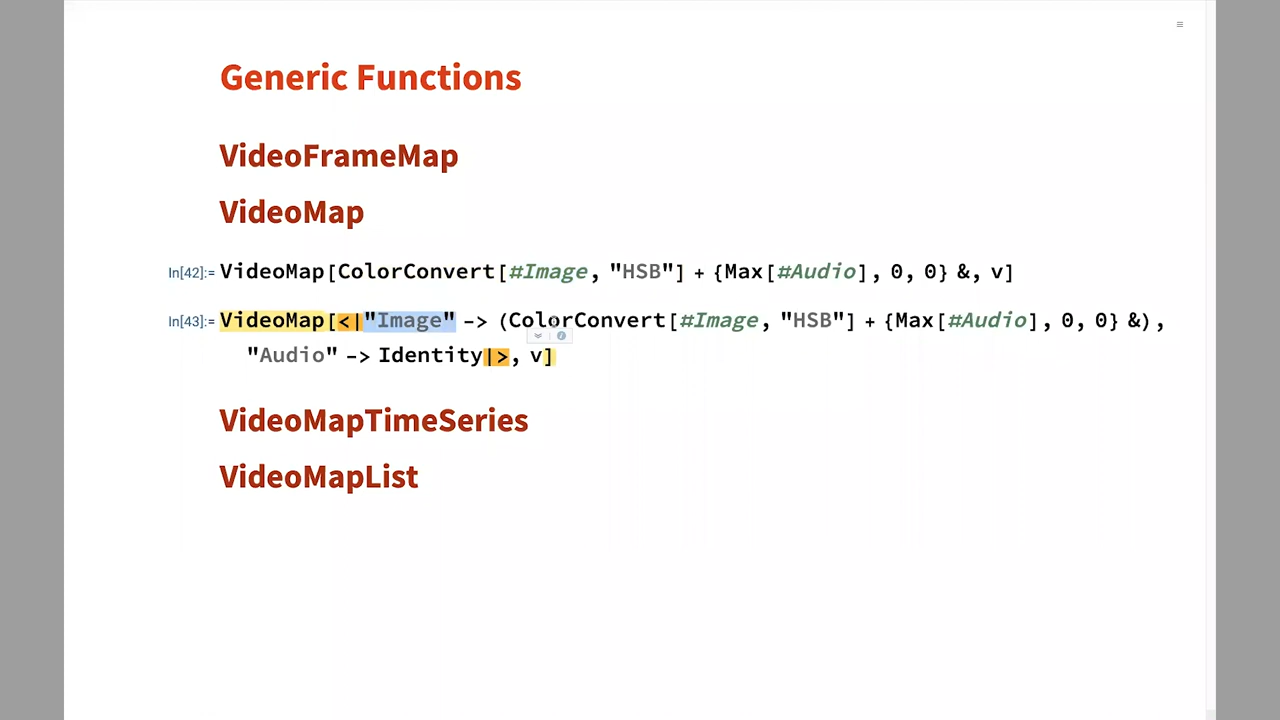 Generic Functions
VideoFrameMap
VideoMap
In[42]:= VideoMap[ColorConvert[#Image, "HSB"] + {Max[#Audio], 0, 0} &, v]
In[43]:= VideoMap[<|"Image" -> (ColorConvert[#Image, "HSB"] + {Max[#Audio], 0, 0} &),
"Audio" -> Identity|>, v]
VideoMapTimeSeries
VideoMapList